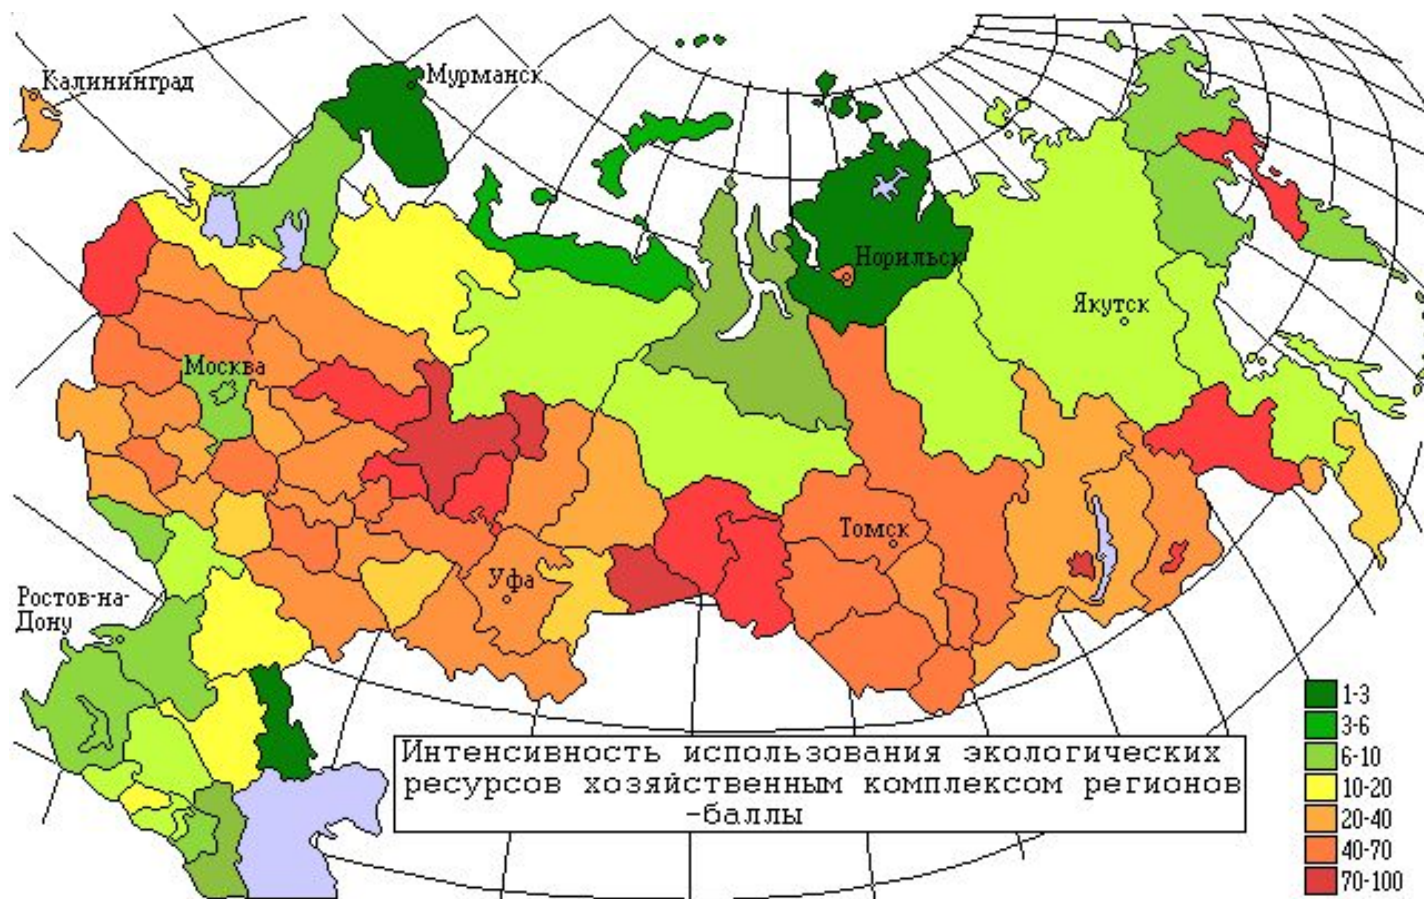 Калининград
Мурманск
Норильск
Якутск
Москва
Томск
Уфа
Ростов-на-
Дону
1-3
3-6
6-10
10-20
20-40
40-70
70-100
Интенсивность использования экологических
ресурсов хозяйственным комплексом регионов
-баллы